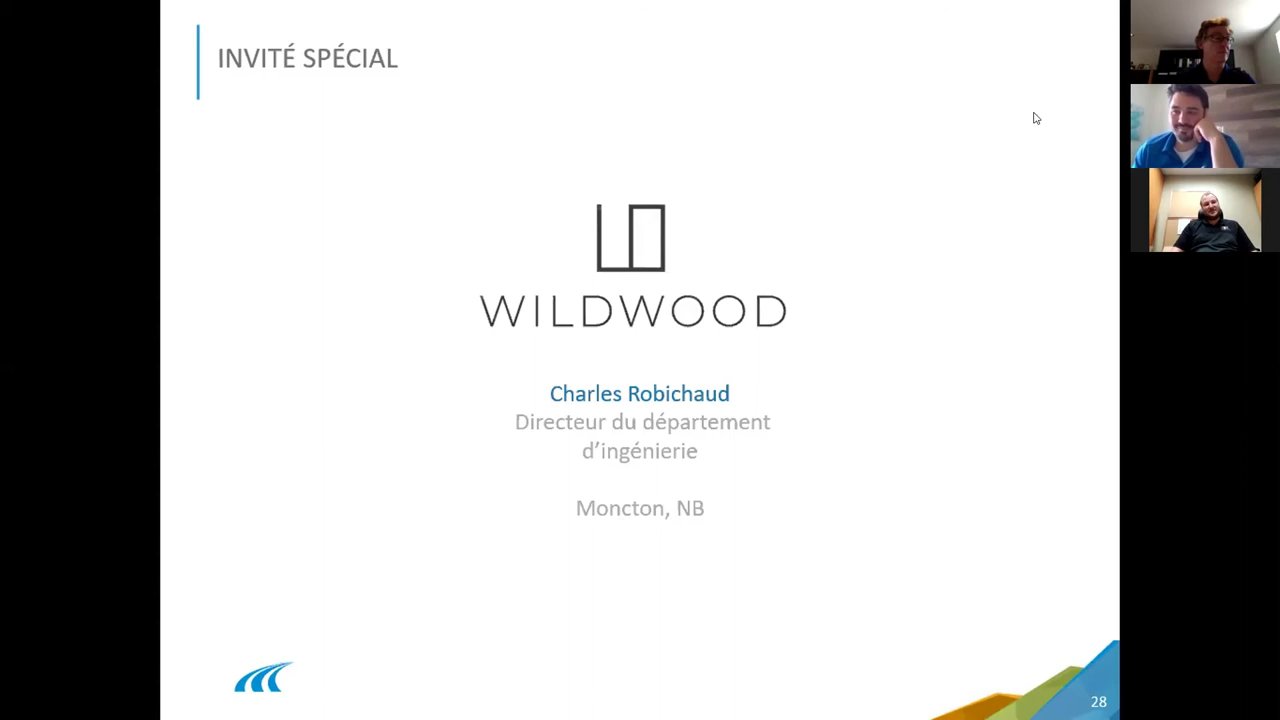 INVITÉ SPÉCIAL
WILDWOOD
Charles Robichaud
Directeur du département
d’ingénierie
Moncton, NB
28